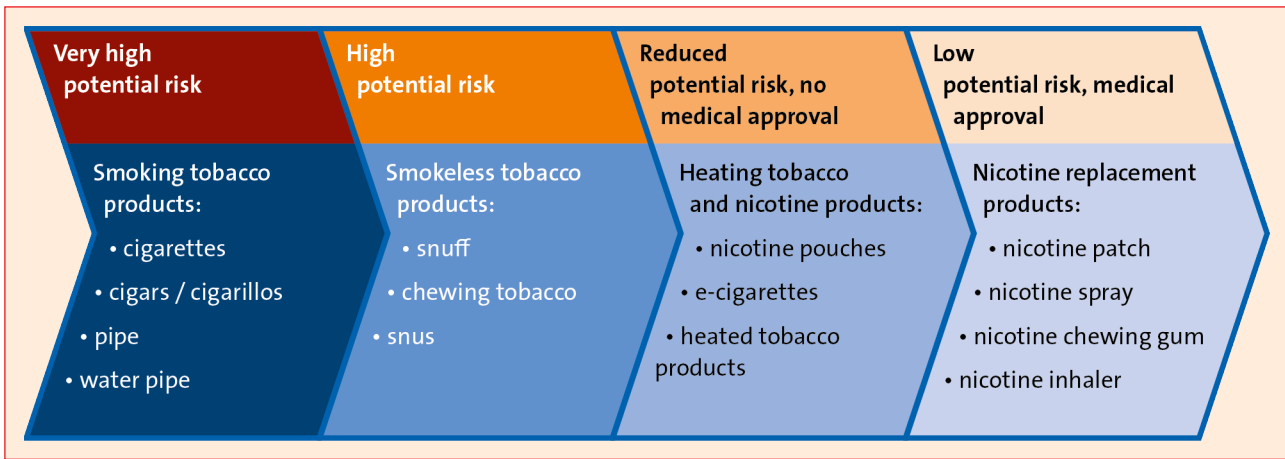 Very high
potential risk
High
potential risk
Reduced
potential risk, no
medical approval
Low
potential risk, medical
approval
Smoking tobacco
products:
• cigarettes
• cigars / cigarillos
• pipe
• water pipe
Smokeless tobacco
products:
• snuff
• chewing tobacco
• snus
Heating tobacco
and nicotine products:
• nicotine pouches
• e-cigarettes
• heated tobacco
products
Nicotine replacement
products:
• nicotine patch
• nicotine spray
• nicotine chewing gum
• nicotine inhaler